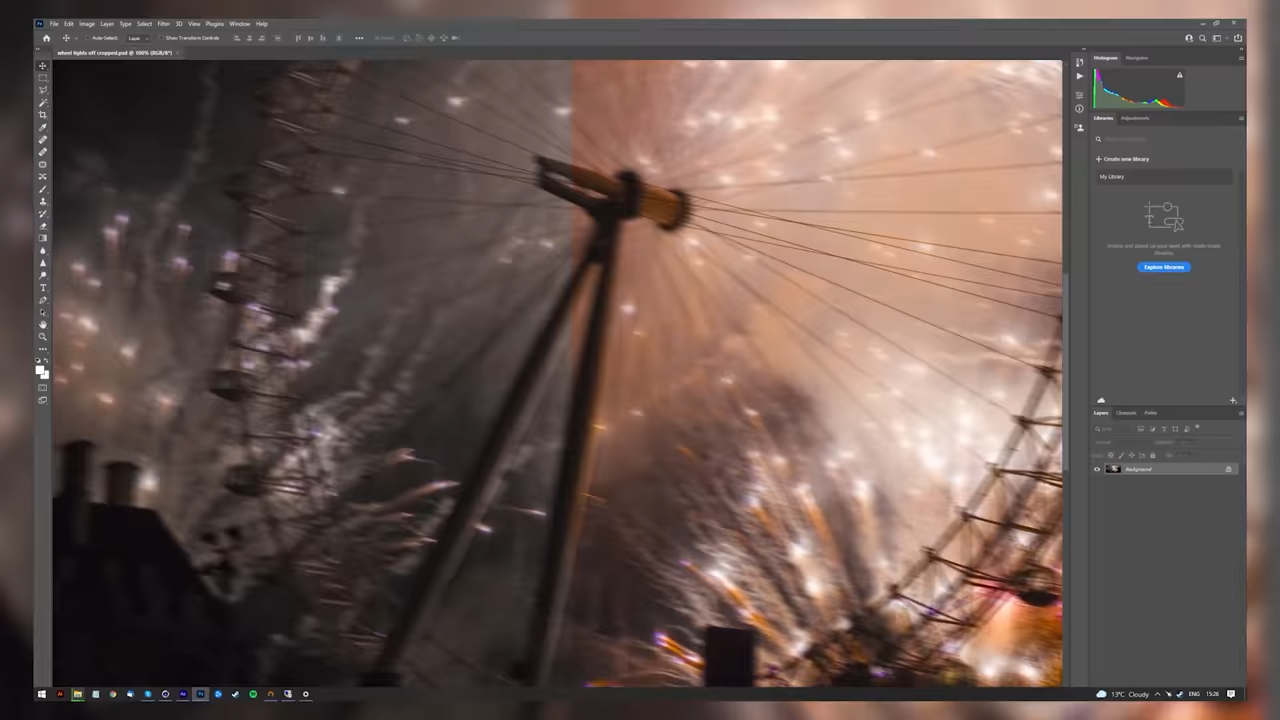 Ps File Edit Image Layer Type Select Filter 3D View Plugins Window Help
Auto-Select: Layer Show Transform Controls
wheel lights off cropped.psd @ 100% (RGB/8*)
Histogram Navigator
Libraries Adjustments
Create new library
My Library
Explore libraries
Layers Channels Paths
Background
13°C Cloudy ENG 15:26